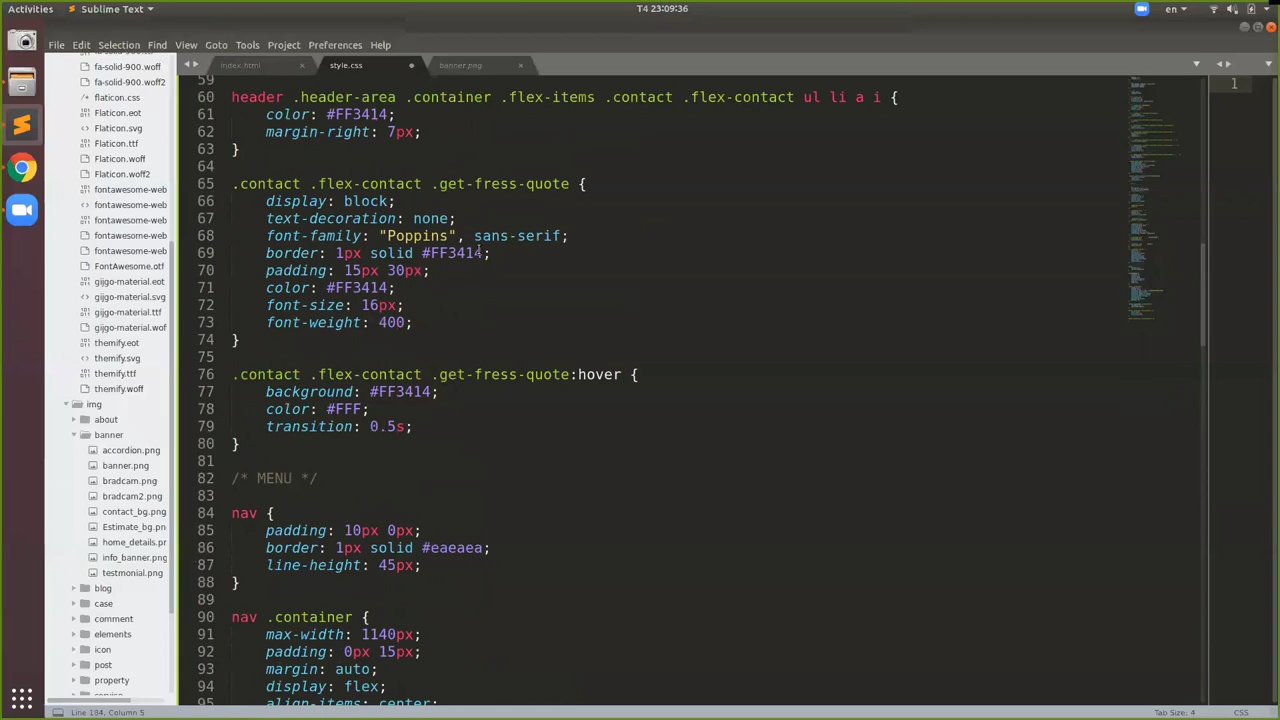 Activities
Sublime Text
T4 23:09:36
en
File Edit Selection Find View Goto Tools Project Preferences Help
index.html
style.css
banner.png
fa-solid-900.woff
fa-solid-900.woff2
flaticon.css
Flaticon.eot
Flaticon.svg
Flaticon.ttf
Flaticon.woff
Flaticon.woff2
fontawesome-web
fontawesome-web
fontawesome-web
fontawesome-web
fontawesome-web
FontAwesome.otf
gijgo-material.eot
gijgo-material.svg
gijgo-material.ttf
gijgo-material.wof
themify.eot
themify.svg
themify.ttf
themify.woff
img
about
banner
accordion.png
banner.png
bradcam.png
bradcam2.png
contact_bg.png
Estimate_bg.pn
home_details.pr
info_banner.png
testmonial.png
blog
case
comment
elements
icon
post
property
service
59
60 header .header-area .container .flex-items .contact .flex-contact ul li a i {
61 color: #FF3414;
62 margin-right: 7px;
63 }
64
65 .contact .flex-contact .get-fress-quote {
66 display: block;
67 text-decoration: none;
68 font-family: "Poppins", sans-serif;
69 border: 1px solid #FF3414;
70 padding: 15px 30px;
71 color: #FF3414;
72 font-size: 16px;
73 font-weight: 400;
74 }
75
76 .contact .flex-contact .get-fress-quote:hover {
77 background: #FF3414;
78 color: #FFF;
79 transition: 0.5s;
80 }
81
82 /* MENU */
83
84 nav {
85 padding: 10px 0px;
86 border: 1px solid #eaeaea;
87 line-height: 45px;
88 }
89
90 nav .container {
91 max-width: 1140px;
92 padding: 0px 15px;
93 margin: auto;
94 display: flex;
95 align-items: center;
1
Line 184, Column 5
Tab Size: 4
CSS